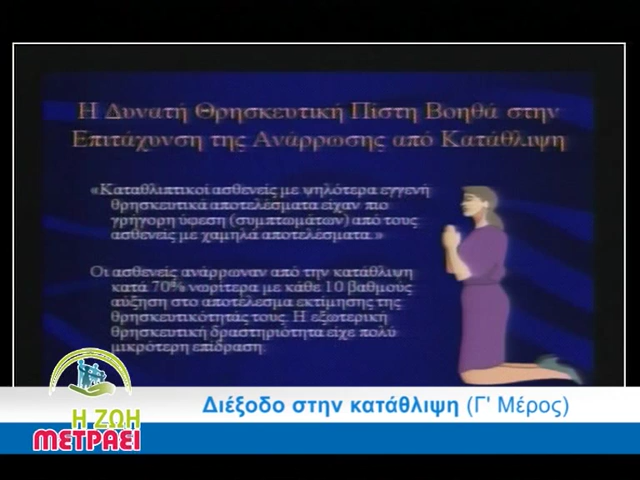 Η Δυνατή Θρησκευτική Πίστη Βοηθά στην
Επιτάχυνση της Ανάρρωσης από Κατάθλιψη
«Καταθλιπτικοί ασθενείς με ψηλότερα εγγενή
θρησκευτικά αποτελέσματα είχαν πιο
γρήγορη ύφεση (συμπτωμάτων) από τους
ασθενείς με χαμηλά αποτελέσματα.»
Οι ασθενείς ανάρρωναν από την κατάθλιψη
κατά 70% νωρίτερα με κάθε 10 βαθμούς
αύξηση στο αποτέλεσμα εκτίμησης της
θρησκευτικότητάς τους. Η εξωτερική
θρησκευτική δραστηριότητα είχε πολύ
μικρότερη επίδραση.
Διέξοδο στην κατάθλιψη (Γ' Μέρος)
Η ΖΩΗ
ΜΕΤΡΑΕΙ